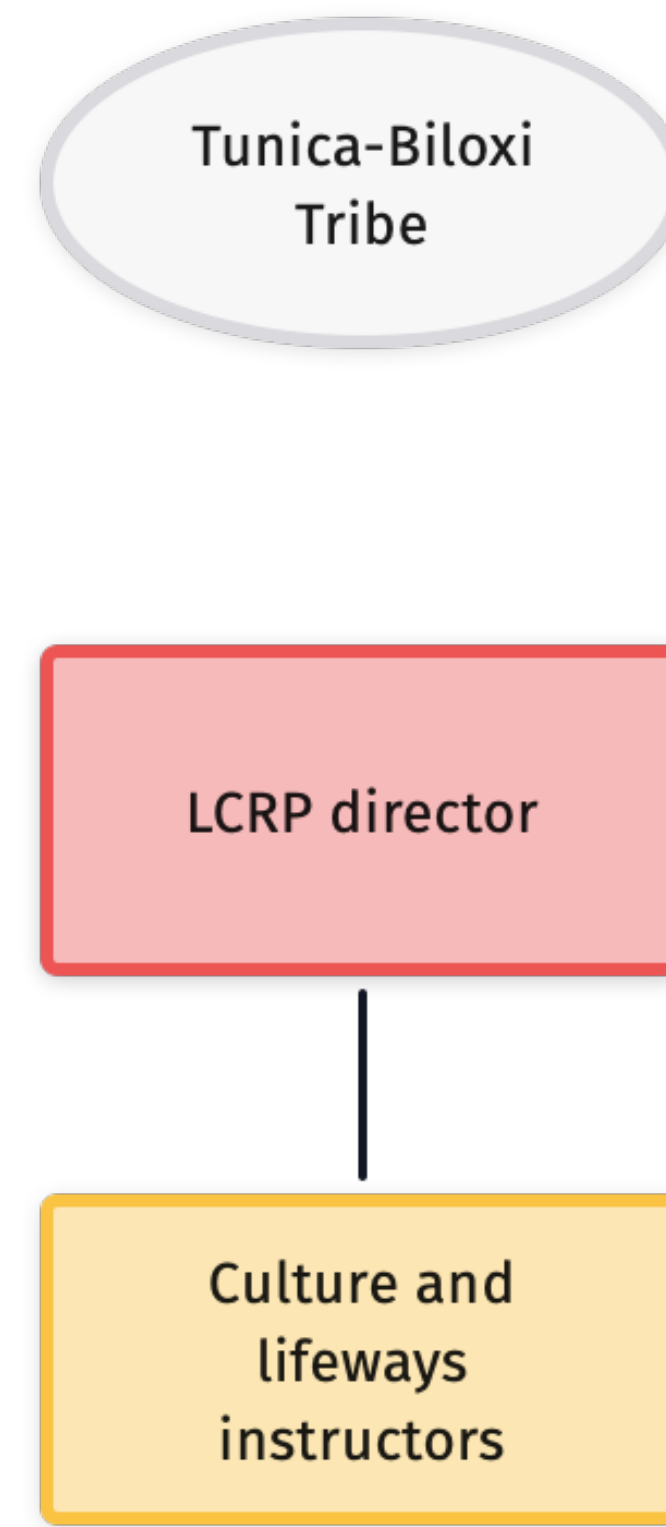 Tunica-Biloxi
Tribe
LCRP director
Culture and
lifeways
instructors